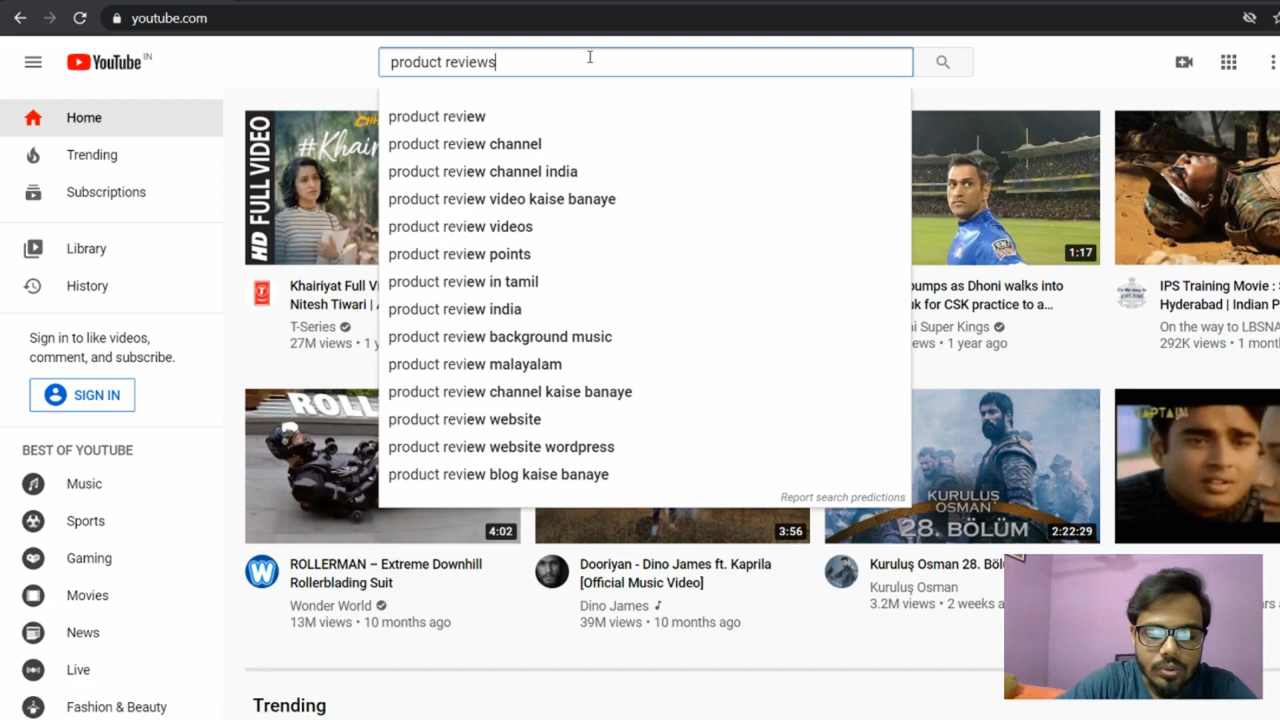 youtube.com
YouTube IN
product reviews
product review
product review channel
product review channel india
product review video kaise banaye
product review videos
product review points
product review in tamil
product review india
product review background music
product review malayalam
product review channel kaise banaye
product review website
product review website wordpress
product review blog kaise banaye
Report search predictions
Home
Trending
Subscriptions
Library
History
Sign in to like videos,
comment, and subscribe.
SIGN IN
BEST OF YOUTUBE
Music
Sports
Gaming
Movies
News
Live
Fashion & Beauty
HD FULL VIDEO
#Khair
Khairiyat Full Vi
Nitesh Tiwari |
T-Series
27M views • 1 y
1:17
umps as Dhoni walks into
k for CSK practice to a...
i Super Kings
ews • 1 year ago
IPS Training Movie :
Hyderabad | Indian P
On the way to LBSNA
292K views • 1 mont
ROLL
4:02
ROLLERMAN – Extreme Downhill
Rollerblading Suit
Wonder World
13M views • 10 months ago
3:56
Dooriyan - Dino James ft. Kaprila
[Official Music Video]
Dino James
39M views • 10 months ago
KURULUS
OSMAN
28. BÖLÜM
2:22:29
Kuruluş Osman 28. Böl
Kuruluş Osman
3.2M views • 2 weeks a
CAPTAIN
Trending